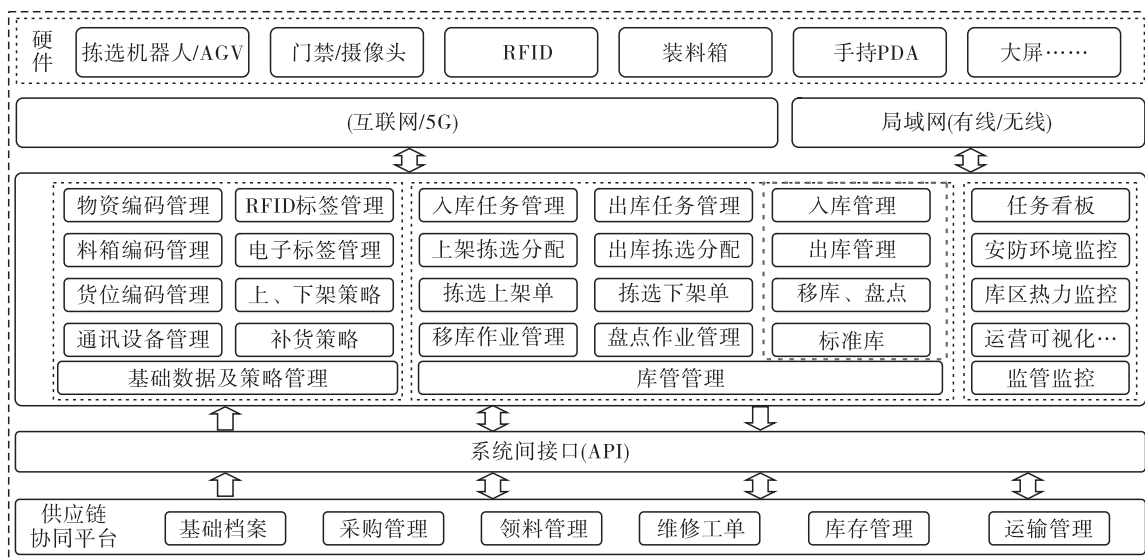 硬件
拣选机器人/AGV
门禁/摄像头
RFID
装料箱
手持PDA
大屏……
(互联网/5G)
局域网(有线/无线)
物资编码管理
RFID标签管理
入库任务管理
出库任务管理
入库管理
任务看板
料箱编码管理
电子标签管理
上架拣选分配
出库拣选分配
出库管理
安防环境监控
货位编码管理
上、下架策略
拣选上架单
拣选下架单
移库、盘点
库区热力监控
通讯设备管理
补货策略
移库作业管理
盘点作业管理
标准库
运营可视化…
基础数据及策略管理
库管管理
监管监控
系统间接口(API)
供应链
协同平台
基础档案
采购管理
领料管理
维修工单
库存管理
运输管理